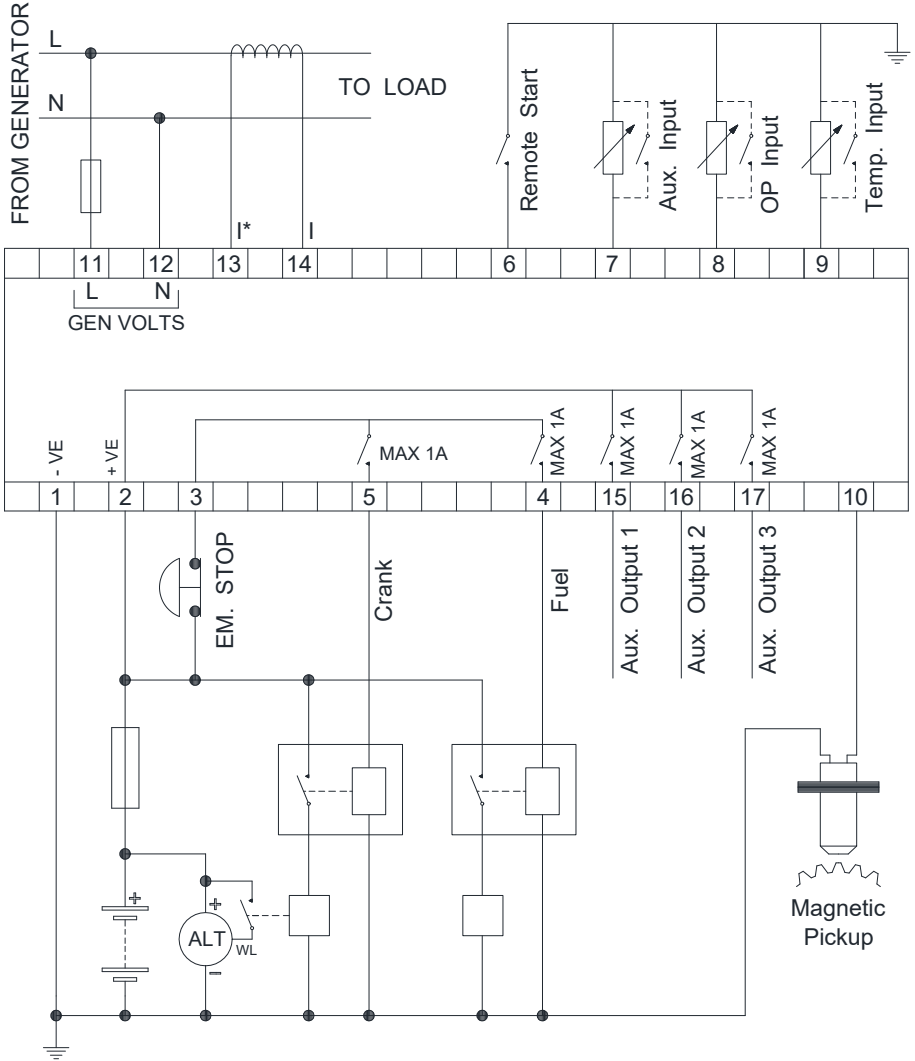 FROM GENERATOR
L
N
TO LOAD
I*
I
Remote Start
Aux. Input
OP Input
Temp. Input
11 12 13 14 6 7 8 9
L N
GEN VOLTS
- VE
+ VE
MAX 1A
MAX 1A
MAX 1A
MAX 1A
MAX 1A
1 2 3 5 4 15 16 17 10
EM. STOP
Crank
Fuel
Aux. Output 1
Aux. Output 2
Aux. Output 3
+
+
ALT
WL
−
−
Magnetic
Pickup